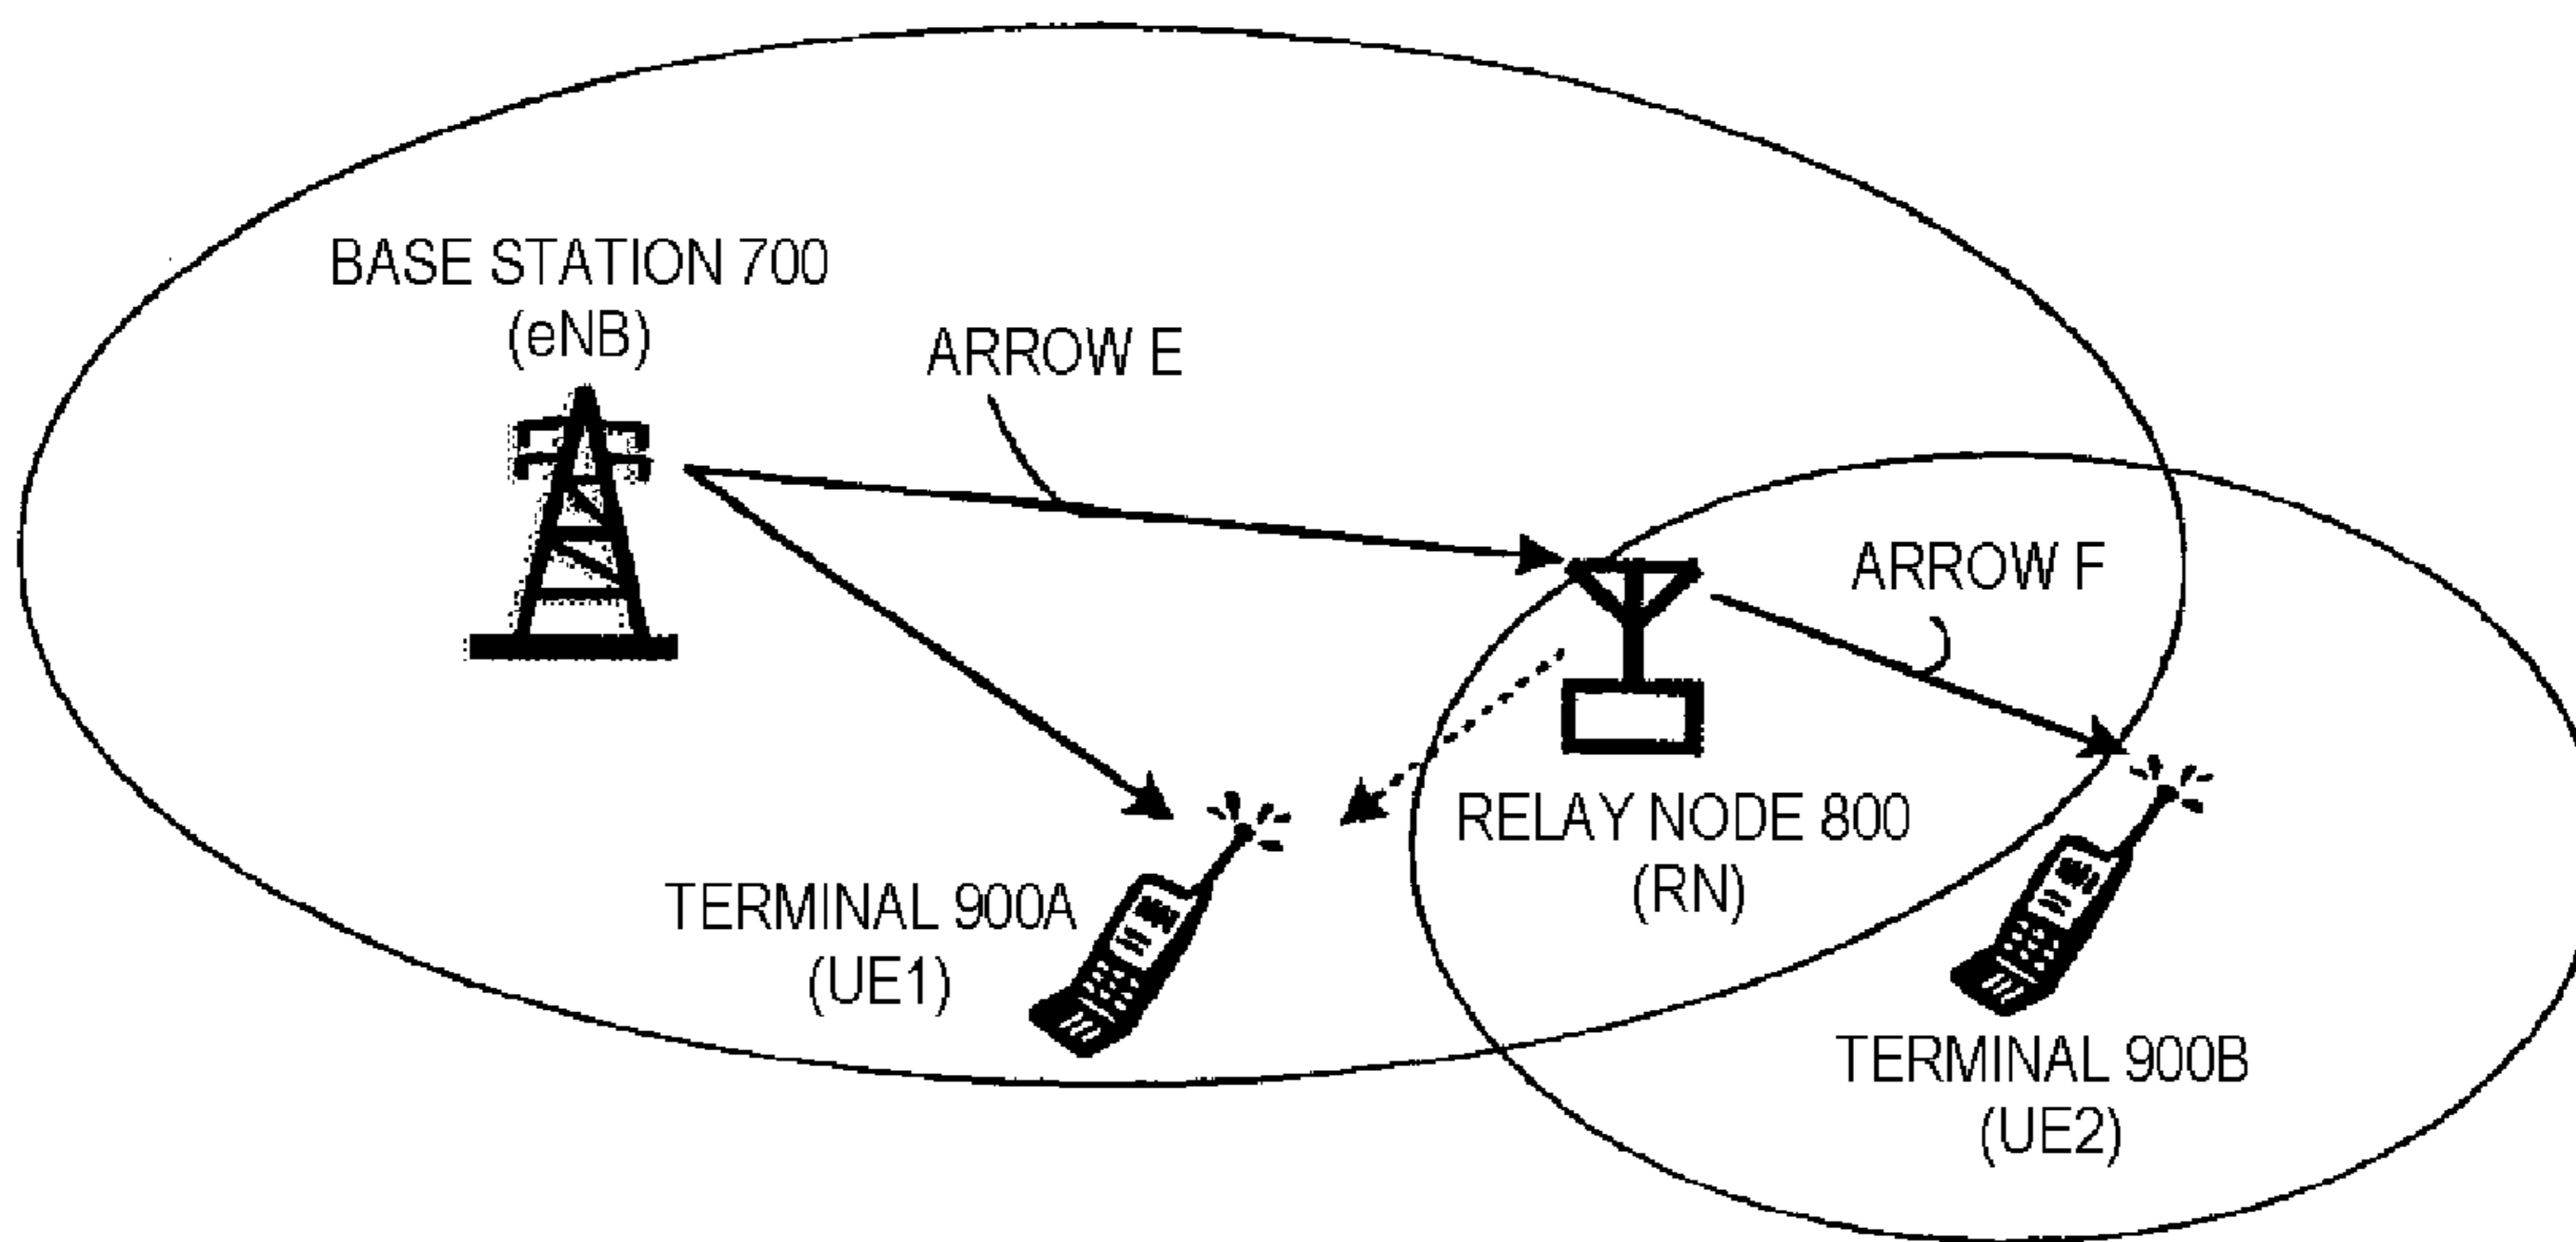 BASE STATION 700
(eNB)
ARROW E
ARROW F
RELAY NODE 800
(RN)
TERMINAL 900A
(UE1)
TERMINAL 900B
(UE2)